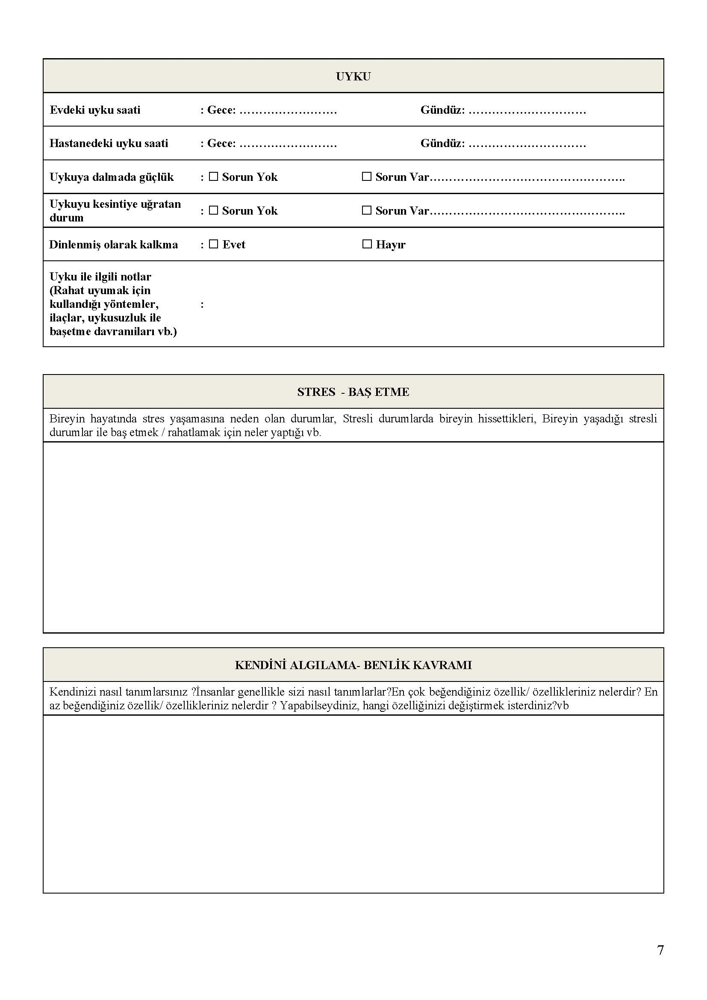 UYKU
Evdeki uyku saati : Gece: ……………………. Gündüz: …………………………
Hastanedeki uyku saati : Gece: ……………………. Gündüz: …………………………
Uykuya dalmada güçlük : ☐ Sorun Yok ☐ Sorun Var…………………………………………..
Uykuyu kesintiye uğratan
durum : ☐ Sorun Yok ☐ Sorun Var…………………………………………..
Dinlenmiş olarak kalkma : ☐ Evet ☐ Hayır
Uyku ile ilgili notlar
(Rahat uyumak için
kullandığı yöntemler, :
ilaçlar, uykusuzluk ile
başetme davranıiları vb.)
STRES - BAŞ ETME
Bireyin hayatında stres yaşamasına neden olan durumlar, Stresli durumlarda bireyin hissettikleri, Bireyin yaşadığı stresli
durumlar ile baş etmek / rahatlamak için neler yaptığı vb.
KENDİNİ ALGILAMA- BENLİK KAVRAMI
Kendinizi nasıl tanımlarsınız ?İnsanlar genellikle sizi nasıl tanımlarlar?En çok beğendiğiniz özellik/ özellikleriniz nelerdir? En
az beğendiğiniz özellik/ özellikleriniz nelerdir ? Yapabilseydiniz, hangi özelliğinizi değiştirmek isterdiniz?vb
7